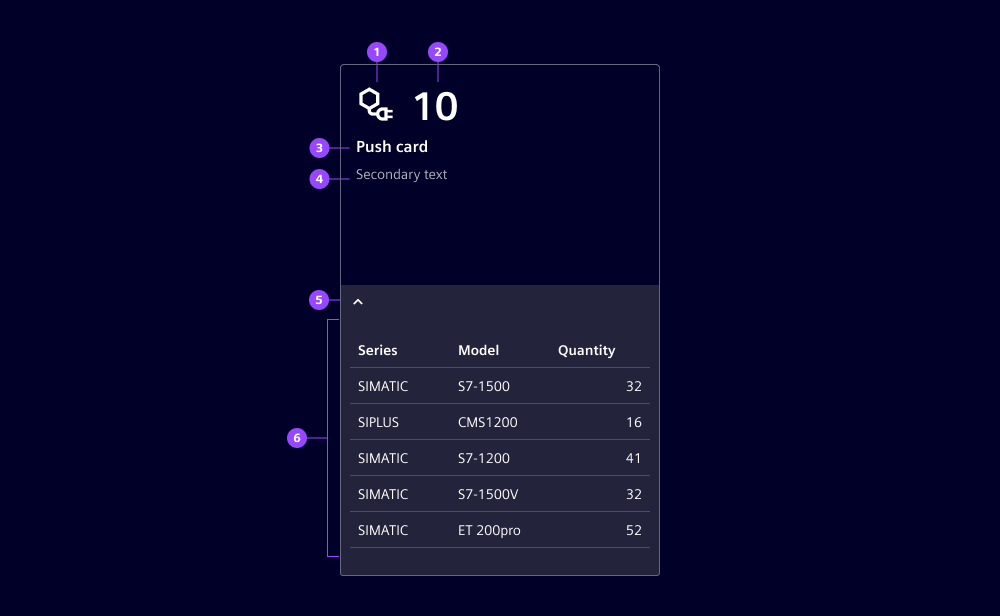 1 2
10
3 Push card
4 Secondary text
5
Series Model Quantity
SIMATIC S7-1500 32
SIPLUS CMS1200 16
SIMATIC S7-1200 41
6
SIMATIC S7-1500V 32
SIMATIC ET 200pro 52